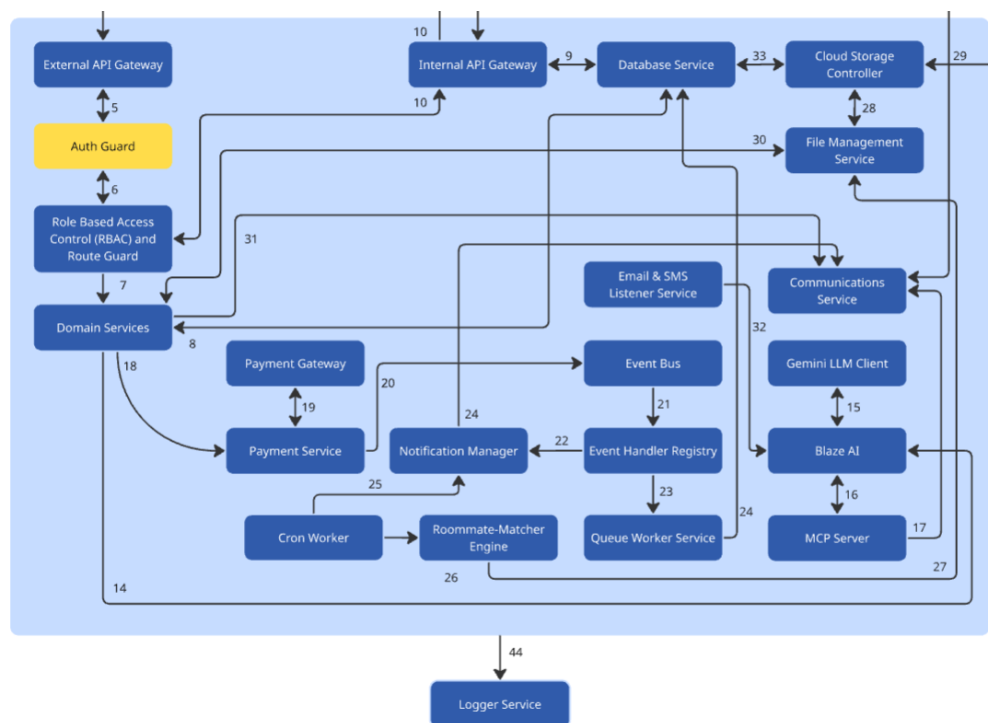 10
External API Gateway
Internal API Gateway
9
Database Service
33
Cloud Storage
Controller
29
5
10
28
Auth Guard
30
File Management
Service
6
Role Based Access
Control (RBAC) and
Route Guard
31
7
Email & SMS
Listener Service
Communications
Service
Domain Services
8
32
18
Payment Gateway
20
Event Bus
Gemini LLM Client
19
24
21
15
Payment Service
Notification Manager
22
Event Handler Registry
Blaze AI
25
23
24
16
Cron Worker
Roommate-Matcher
Engine
Queue Worker Service
MCP Server
17
14
26
27
44
Logger Service